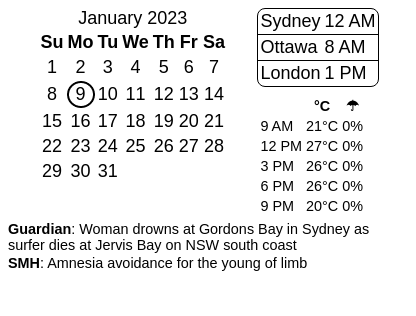 January 2023
Su Mo Tu We Th Fr Sa
1 2 3 4 5 6 7
8 9 10 11 12 13 14
15 16 17 18 19 20 21
22 23 24 25 26 27 28
29 30 31
Sydney 12 AM
Ottawa 8 AM
London 1 PM
°C ☂
9 AM 21°C 0%
12 PM 27°C 0%
3 PM 26°C 0%
6 PM 26°C 0%
9 PM 20°C 0%
Guardian: Woman drowns at Gordons Bay in Sydney as
surfer dies at Jervis Bay on NSW south coast
SMH: Amnesia avoidance for the young of limb